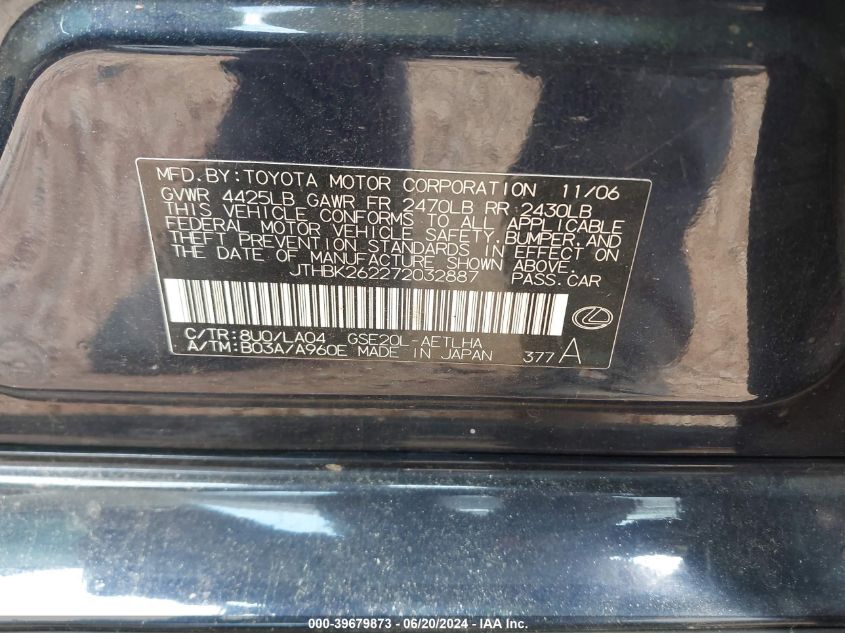 MFD.BY:TOYOTA MOTOR CORPORATION 11/06
GVWR 4425LB GAWR FR 2470LB RR 2430LB
THIS VEHICLE CONFORMS TO ALL APPLICABLE
FEDERAL MOTOR VEHICLE SAFETY,BUMPER,AND
THEFT PREVENTION STANDARDS IN EFFECT ON
THE DATE OF MANUFACTURE SHOWN ABOVE.
JTHBK262272032887 PASS.CAR
C/TR:8U0/LA04 GSE20L-AETLHA
A/TM:B03A/A960E MADE IN JAPAN 377 A
000-39679873 - 06/20/2024 - IAA Inc.